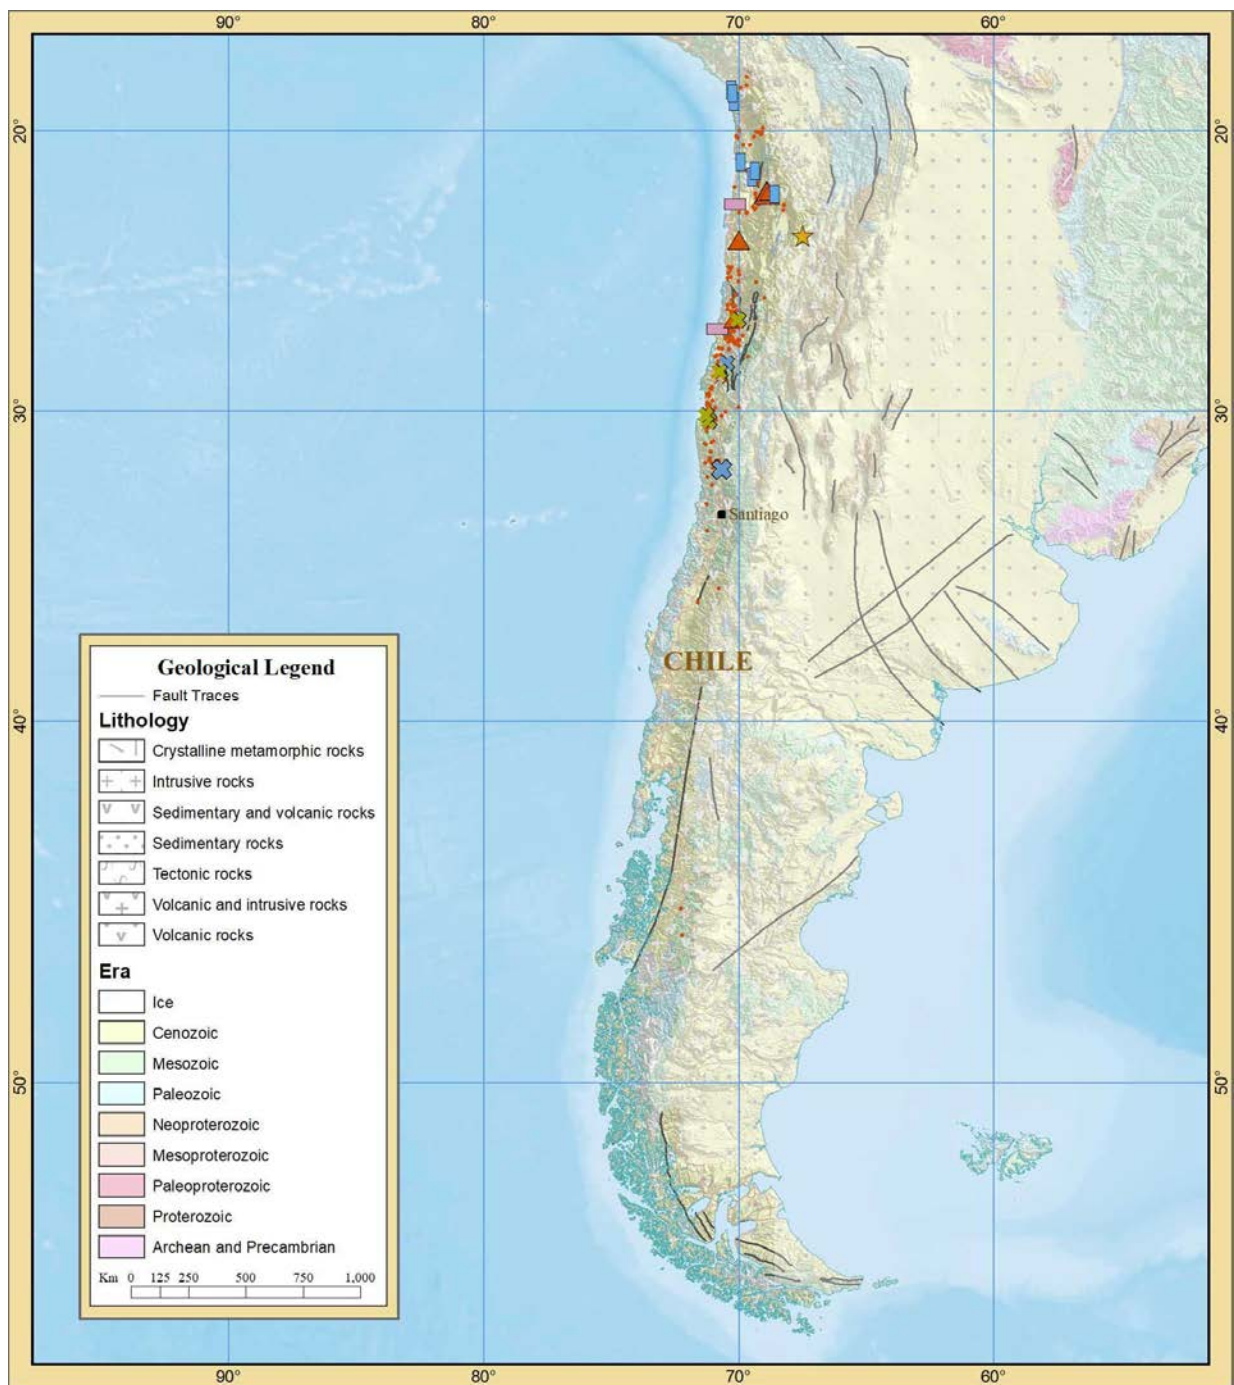 90° 80° 70° 60°
20° 20°
30° 30°
Santiago
CHILE
40° 40°
50° 50°
Geological Legend
Fault Traces
Lithology
Crystalline metamorphic rocks
Intrusive rocks
Sedimentary and volcanic rocks
Sedimentary rocks
Tectonic rocks
Volcanic and intrusive rocks
Volcanic rocks
Era
Ice
Cenozoic
Mesozoic
Paleozoic
Neoproterozoic
Mesoproterozoic
Paleoproterozoic
Proterozoic
Archean and Precambrian
Km 0 125 250 500 750 1,000
90° 80° 70° 60°